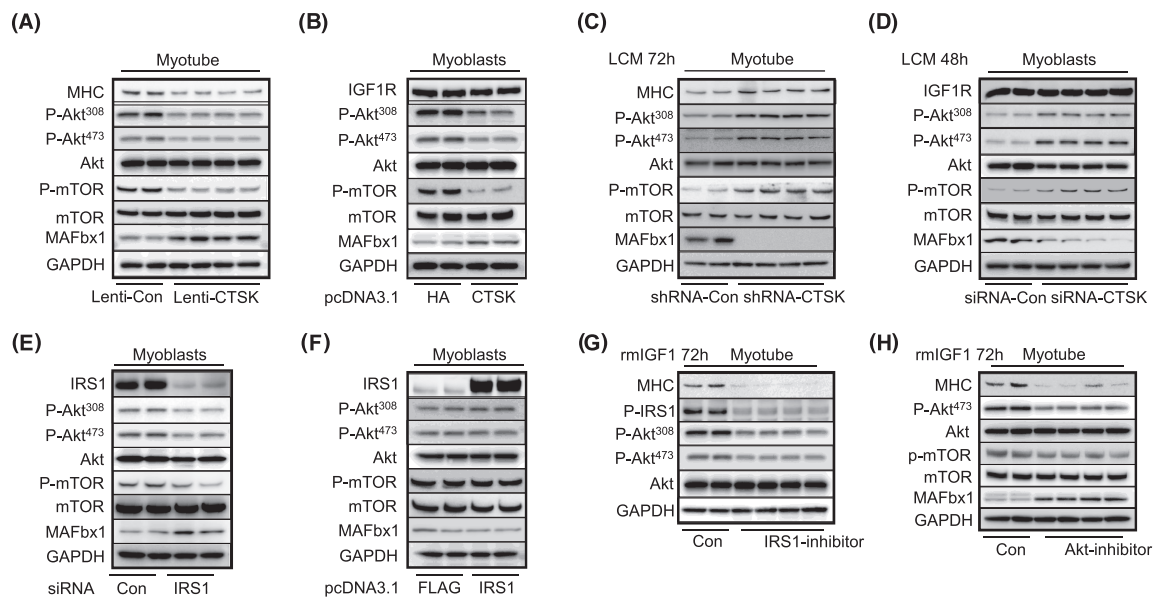 (A)
Myotube
MHC
P-Akt308
P-Akt473
Akt
P-mTOR
mTOR
MAFbx1
GAPDH
Lenti-Con Lenti-CTSK
(B)
Myoblasts
IGF1R
P-Akt308
P-Akt473
Akt
P-mTOR
mTOR
MAFbx1
GAPDH
pcDNA3.1 HA CTSK
(C)
LCM 72h Myotube
MHC
P-Akt308
P-Akt473
Akt
P-mTOR
mTOR
MAFbx1
GAPDH
shRNA-Con shRNA-CTSK
(D)
LCM 48h Myoblasts
IGF1R
P-Akt308
P-Akt473
Akt
P-mTOR
mTOR
MAFbx1
GAPDH
siRNA-Con siRNA-CTSK
(E)
Myoblasts
IRS1
P-Akt308
P-Akt473
Akt
P-mTOR
mTOR
MAFbx1
GAPDH
siRNA Con IRS1
(F)
Myoblasts
IRS1
P-Akt308
P-Akt473
Akt
P-mTOR
mTOR
MAFbx1
GAPDH
pcDNA3.1 FLAG IRS1
(G)
rmIGF1 72h Myotube
MHC
P-IRS1
P-Akt308
P-Akt473
Akt
GAPDH
Con IRS1-inhibitor
(H)
rmIGF1 72h Myotube
MHC
P-Akt473
Akt
p-mTOR
mTOR
MAFbx1
GAPDH
Con Akt-inhibitor